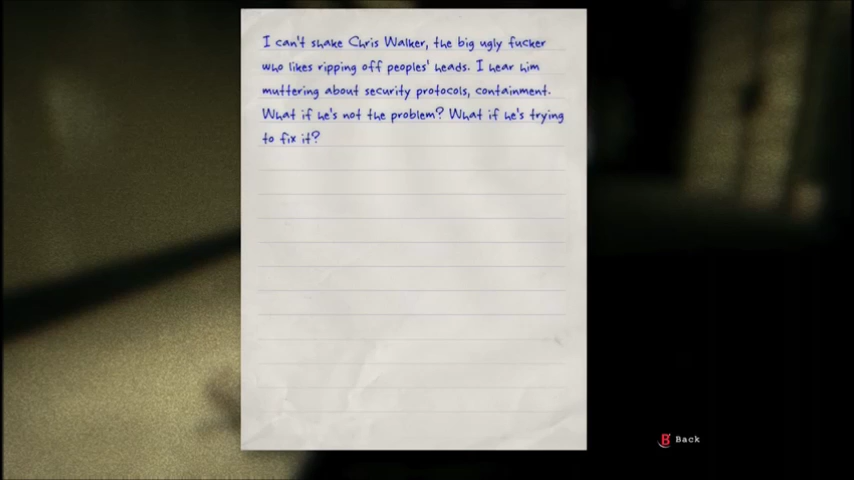 I can't shake Chris Walker, the big ugly fucker
who likes ripping off peoples' heads. I hear him
muttering about security protocols, containment.
What if he's not the problem? What if he's trying
to fix it?
B Back